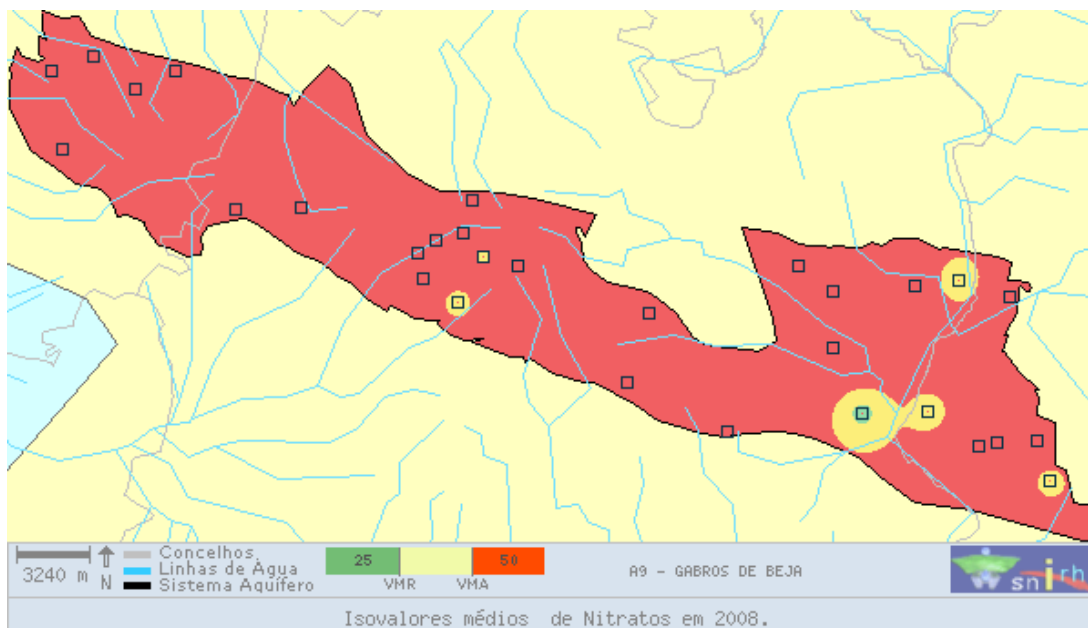 Concelhos
Linhas de Água
Sistema Aquífero
3240 m
N
25
50
VMR
VMA
A9 - GABROS DE BEJA
snirh
Isovalores médios de Nitratos em 2008.